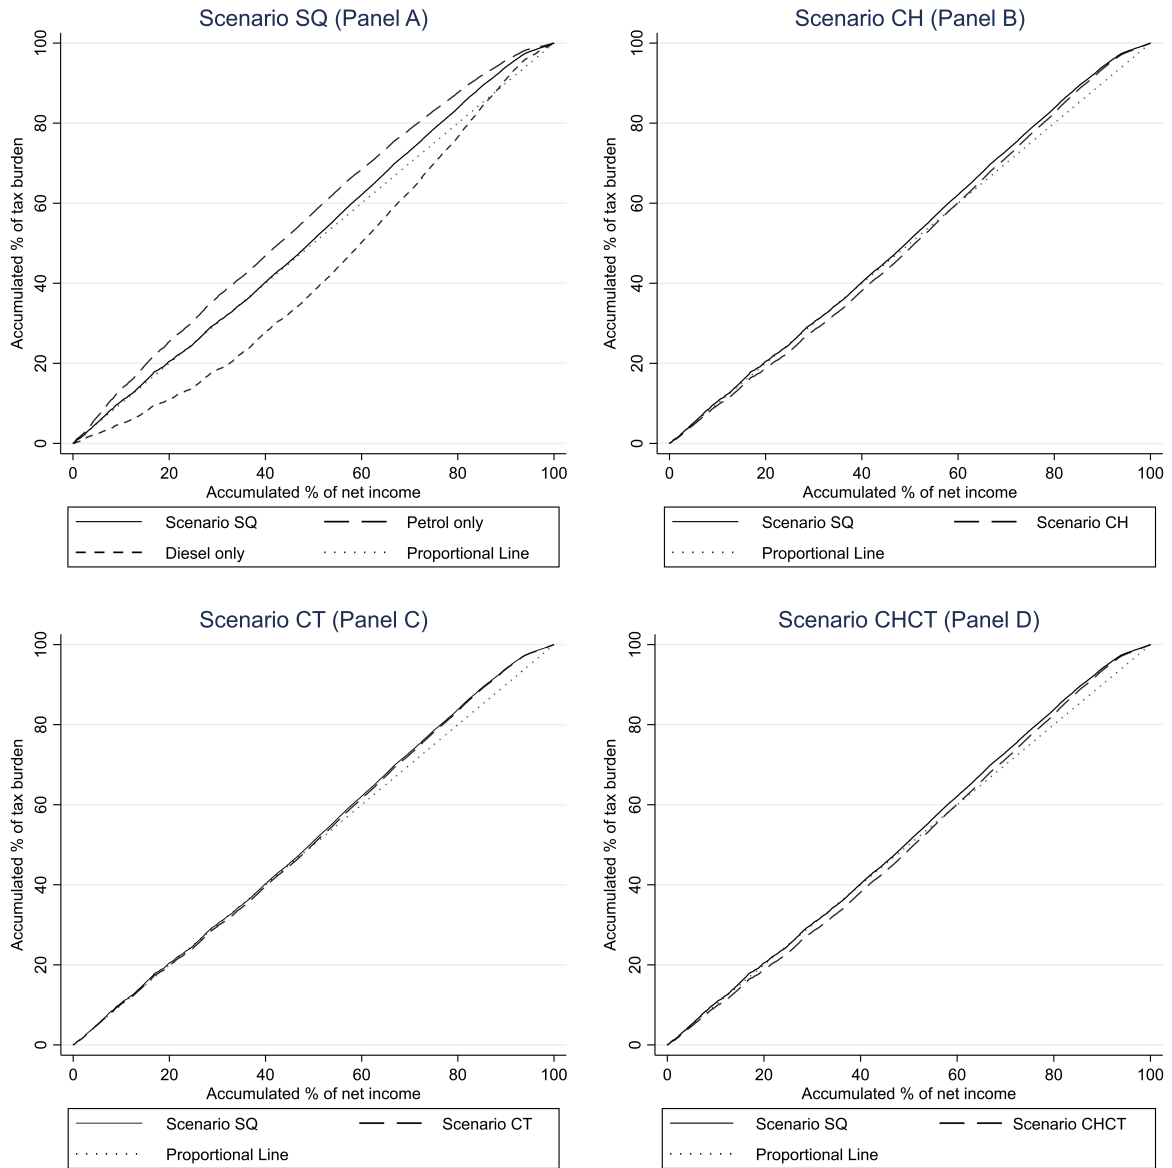 Scenario SQ (Panel A)
Accumulated % of tax burden
100
80
60
40
20
0
0 20 40 60 80 100
Accumulated % of net income
Scenario SQ Petrol only
Diesel only Proportional Line
Scenario CH (Panel B)
Accumulated % of tax burden
100
80
60
40
20
0
0 20 40 60 80 100
Accumulated % of net income
Scenario SQ Scenario CH
Proportional Line
Scenario CT (Panel C)
Accumulated % of tax burden
100
80
60
40
20
0
0 20 40 60 80 100
Accumulated % of net income
Scenario SQ Scenario CT
Proportional Line
Scenario CHCT (Panel D)
Accumulated % of tax burden
100
80
60
40
20
0
0 20 40 60 80 100
Accumulated % of net income
Scenario SQ Scenario CHCT
Proportional Line